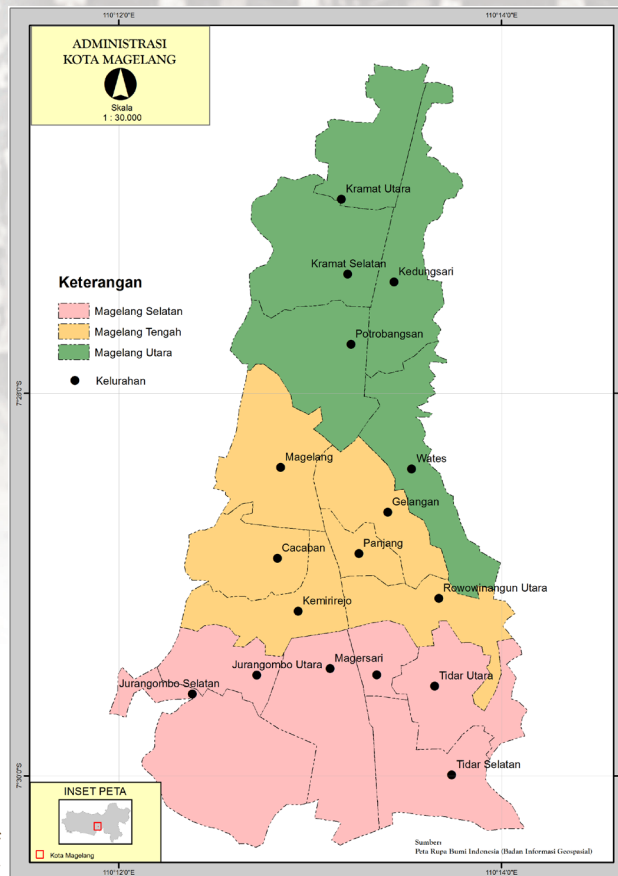 110°12'0"E
110°14'0"E
ADMINISTRASI
KOTA MAGELANG
Skala
1 : 30.000
Kramat Utara
Kramat Selatan
Kedungsari
Keterangan
Magelang Selatan
Magelang Tengah
Magelang Utara
Kelurahan
Potrobangsan
7°28'0"S
Magelang
Wates
Gelangan
Cacaban
Panjang
Kemirirejo
Rowowinangun Utara
Jurangombo Utara
Magersari
Tidar Utara
Jurangombo Selatan
Tidar Selatan
7°30'0"S
INSET PETA
Kota Magelang
Sumber:
Peta Rupa Bumi Indonesia (Badan Informasi Geospasial)
110°12'0"E
110°14'0"E